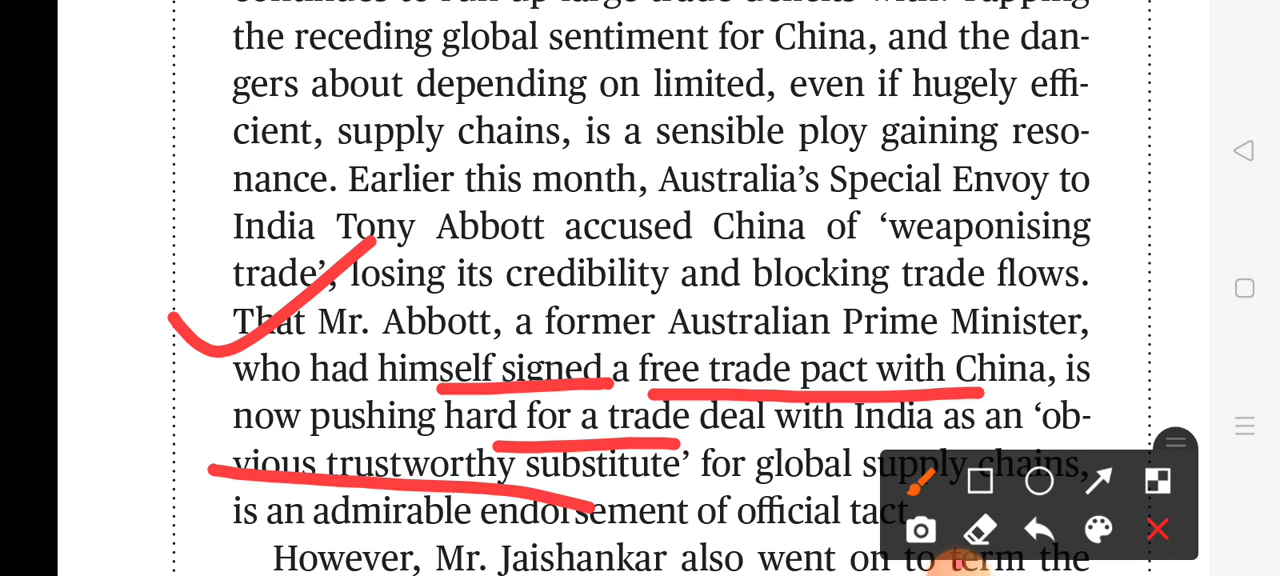 the receding global sentiment for China, and the dan-
gers about depending on limited, even if hugely effi-
cient, supply chains, is a sensible ploy gaining reso-
nance. Earlier this month, Australia’s Special Envoy to
India Tony Abbott accused China of ‘weaponising
trade’, losing its credibility and blocking trade flows.
That Mr. Abbott, a former Australian Prime Minister,
who had himself signed a free trade pact with China, is
now pushing hard for a trade deal with India as an ‘ob-
vious trustworthy substitute’ for global supply chains,
is an admirable endorsement of official tact.
However, Mr. Jaishankar also went on to term the